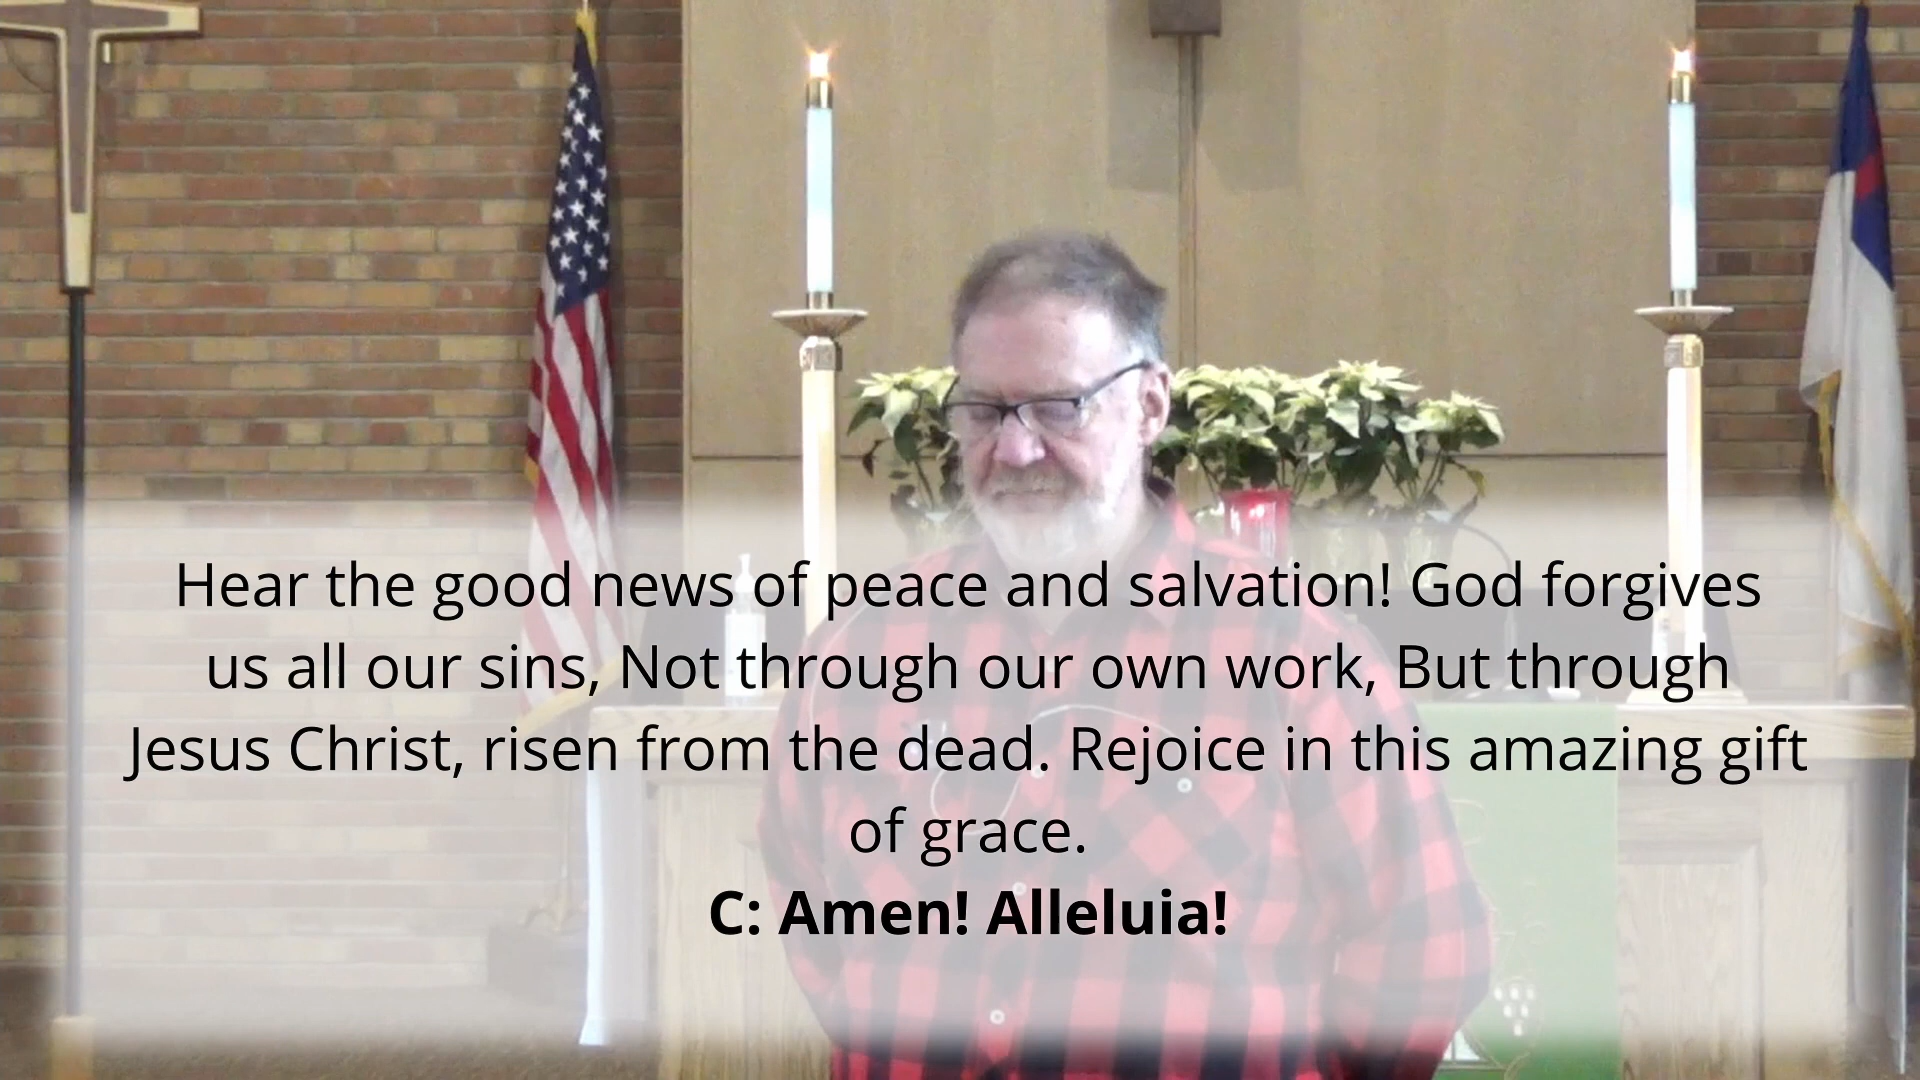 Hear the good news of peace and salvation! God forgives
us all our sins, Not through our own work, But through
Jesus Christ, risen from the dead. Rejoice in this amazing gift
of grace.
C: Amen! Alleluia!